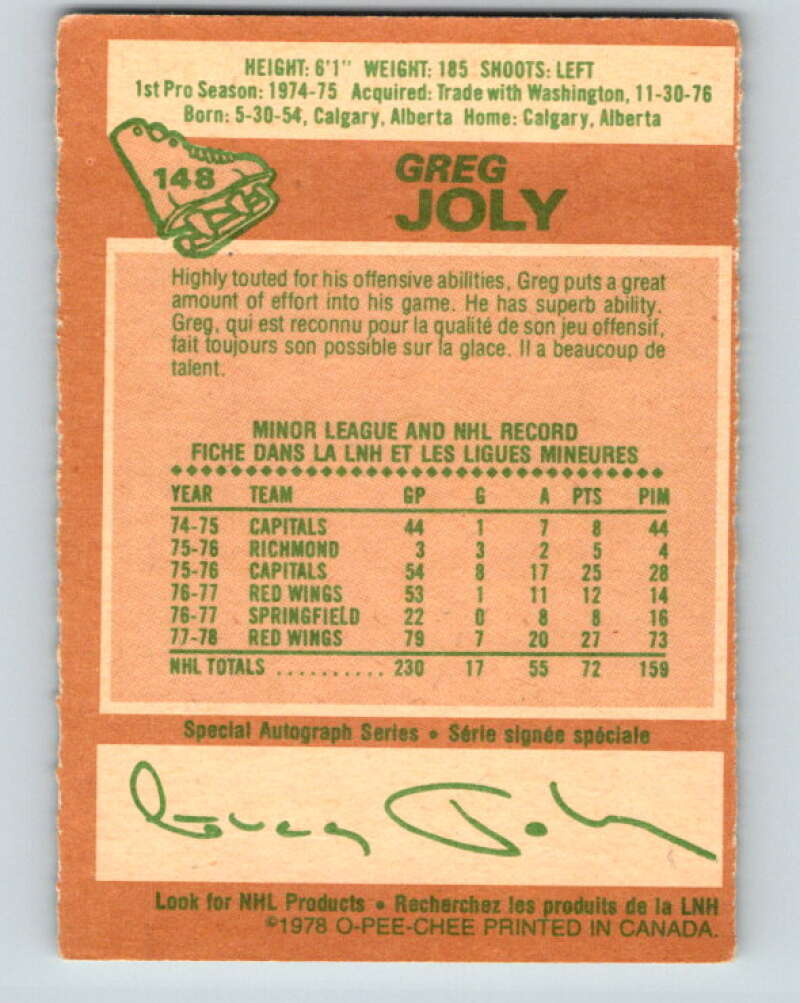 HEIGHT: 6'1" WEIGHT: 185 SHOOTS: LEFT
1st Pro Season: 1974-75 Acquired: Trade with Washington, 11-30-76
Born: 5-30-54, Calgary, Alberta Home: Calgary, Alberta
148
GREG
JOLY
Highly touted for his offensive abilities, Greg puts a great
amount of effort into his game. He has superb ability.
Greg, qui est reconnu pour la qualité de son jeu offensif,
fait toujours son possible sur la glace. Il a beaucoup de
talent.
MINOR LEAGUE AND NHL RECORD
FICHE DANS LA LNH ET LES LIGUES MINEURES
YEAR TEAM GP G A PTS PIM
74-75 CAPITALS 44 1 7 8 44
75-76 RICHMOND 3 3 2 5 4
75-76 CAPITALS 54 8 17 25 28
76-77 RED WINGS 53 1 11 12 14
76-77 SPRINGFIELD 22 0 8 8 16
77-78 RED WINGS 79 7 20 27 73
NHL TOTALS .......... 230 17 55 72 159
Special Autograph Series • Série signée spéciale
Greg Joly
Look for NHL Products • Recherchez les produits de la LNH
©1978 O-PEE-CHEE PRINTED IN CANADA.